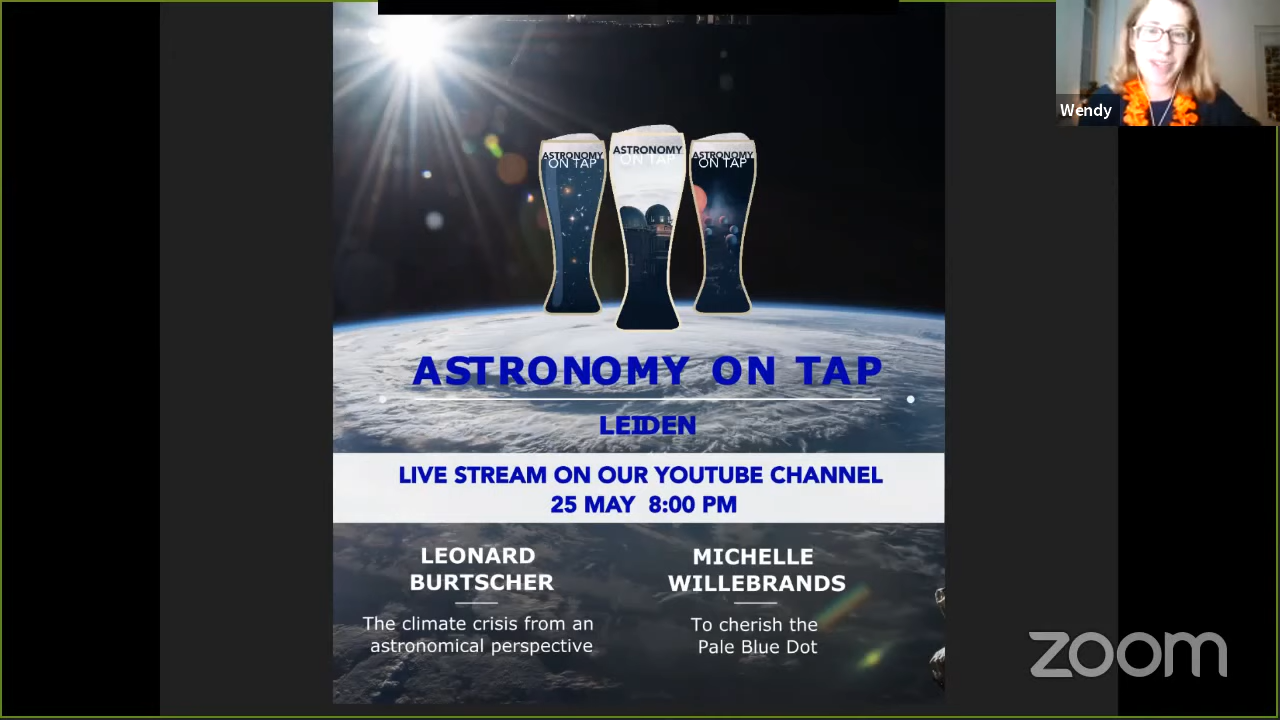 Wendy
ASTRONOMY
ON TAP
ASTRONOMY
ON TAP
ASTRONOMY
ON TAP
ASTRONOMY ON TAP
LEIDEN
LIVE STREAM ON OUR YOUTUBE CHANNEL
25 MAY 8:00 PM
LEONARD
BURTSCHER
The climate crisis from an
astronomical perspective
MICHELLE
WILLEBRANDS
To cherish the
Pale Blue Dot
zoom